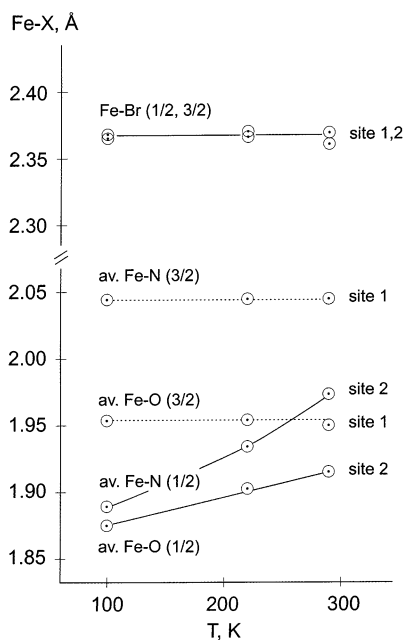 Fe-X, Å
2.40
Fe-Br (1/2, 3/2)
site 1,2
2.35
2.30
av. Fe-N (3/2)
2.05
site 1
2.00
site 2
av. Fe-O (3/2)
1.95
site 1
av. Fe-N (1/2)
site 2
1.90
av. Fe-O (1/2)
1.85
100 200 300
T, K